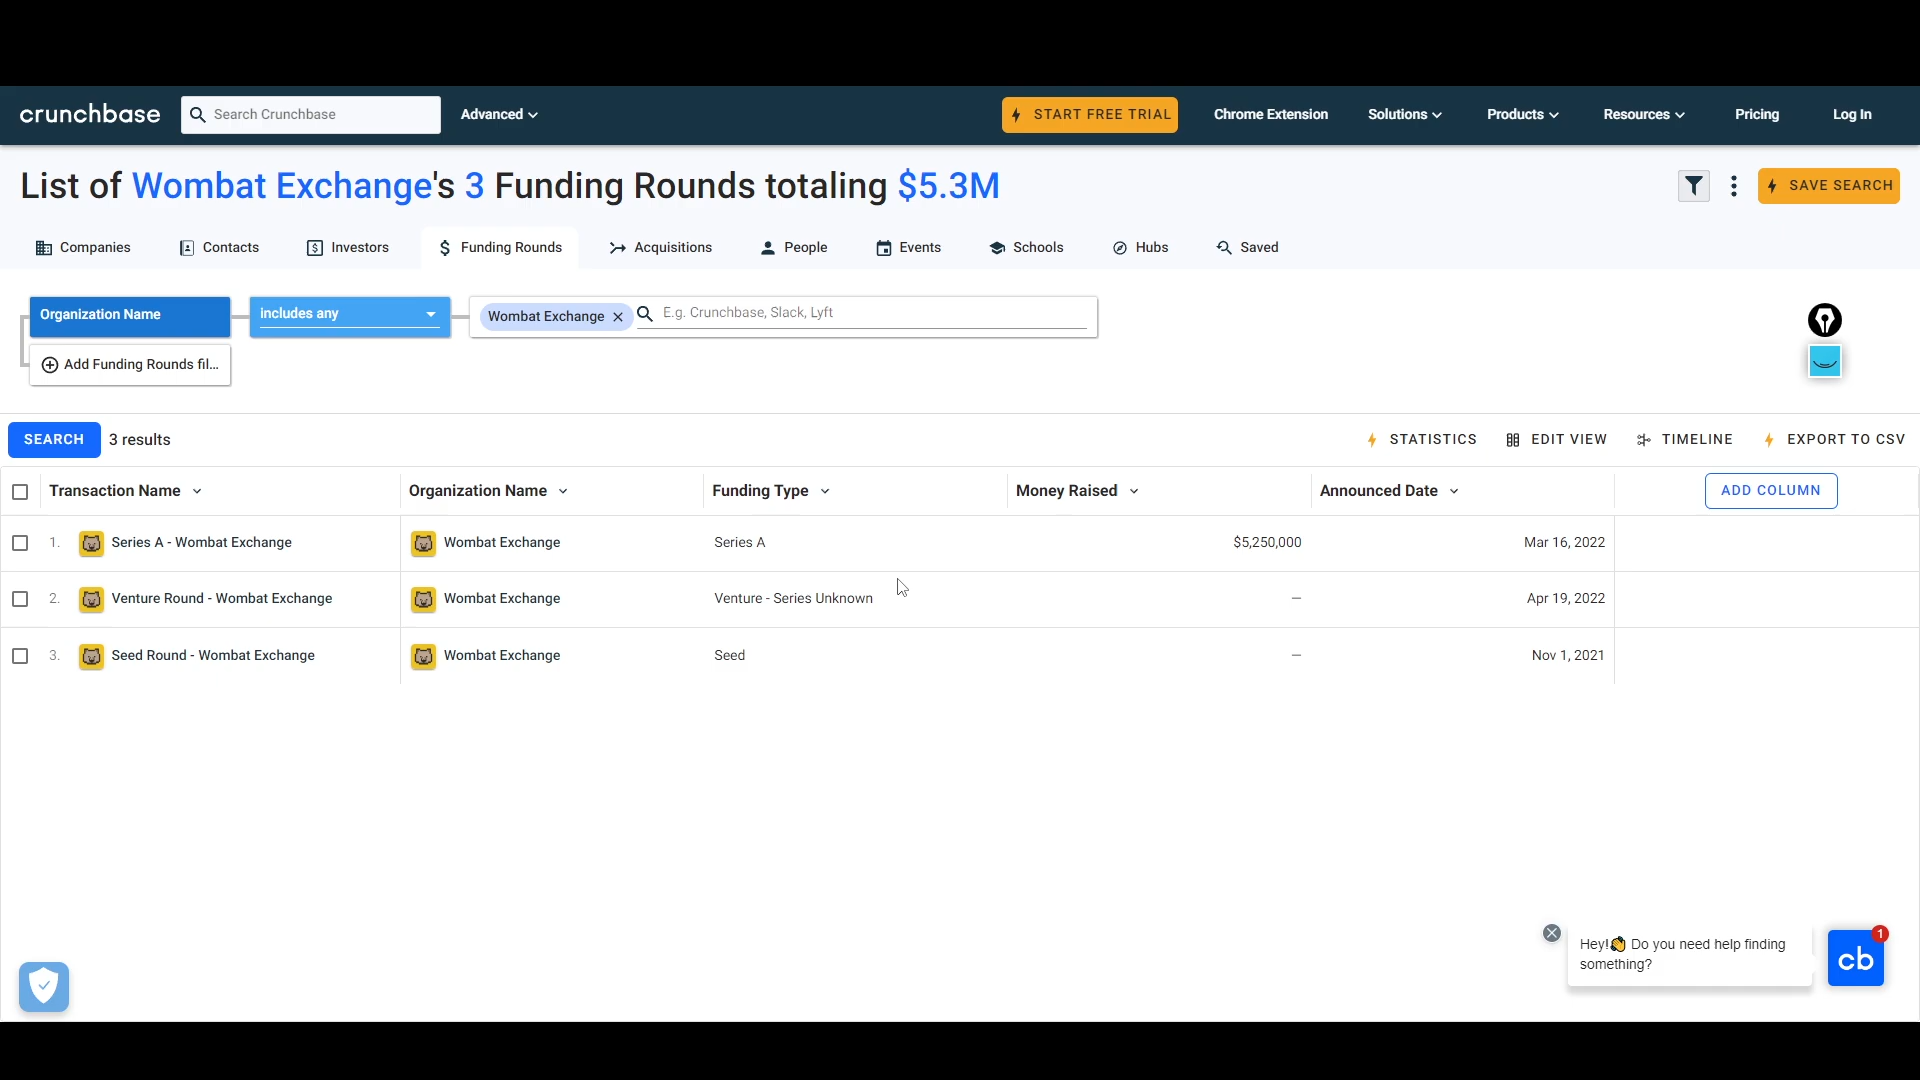 crunchbase Search Crunchbase Advanced START FREE TRIAL Chrome Extension Solutions Products Resources Pricing Log In
List of Wombat Exchange's 3 Funding Rounds totaling $5.3M SAVE SEARCH
Companies Contacts Investors Funding Rounds Acquisitions People Events Schools Hubs Saved
Organization Name includes any Wombat Exchange E.g. Crunchbase, Slack, Lyft
Add Funding Rounds fil...
SEARCH 3 results STATISTICS EDIT VIEW TIMELINE EXPORT TO CSV
Transaction Name Organization Name Funding Type Money Raised Announced Date ADD COLUMN
1. Series A - Wombat Exchange Wombat Exchange Series A $5,250,000 Mar 16, 2022
2. Venture Round - Wombat Exchange Wombat Exchange Venture - Series Unknown — Apr 19, 2022
3. Seed Round - Wombat Exchange Wombat Exchange Seed — Nov 1, 2021
1
Hey!👋 Do you need help finding
something?
cb